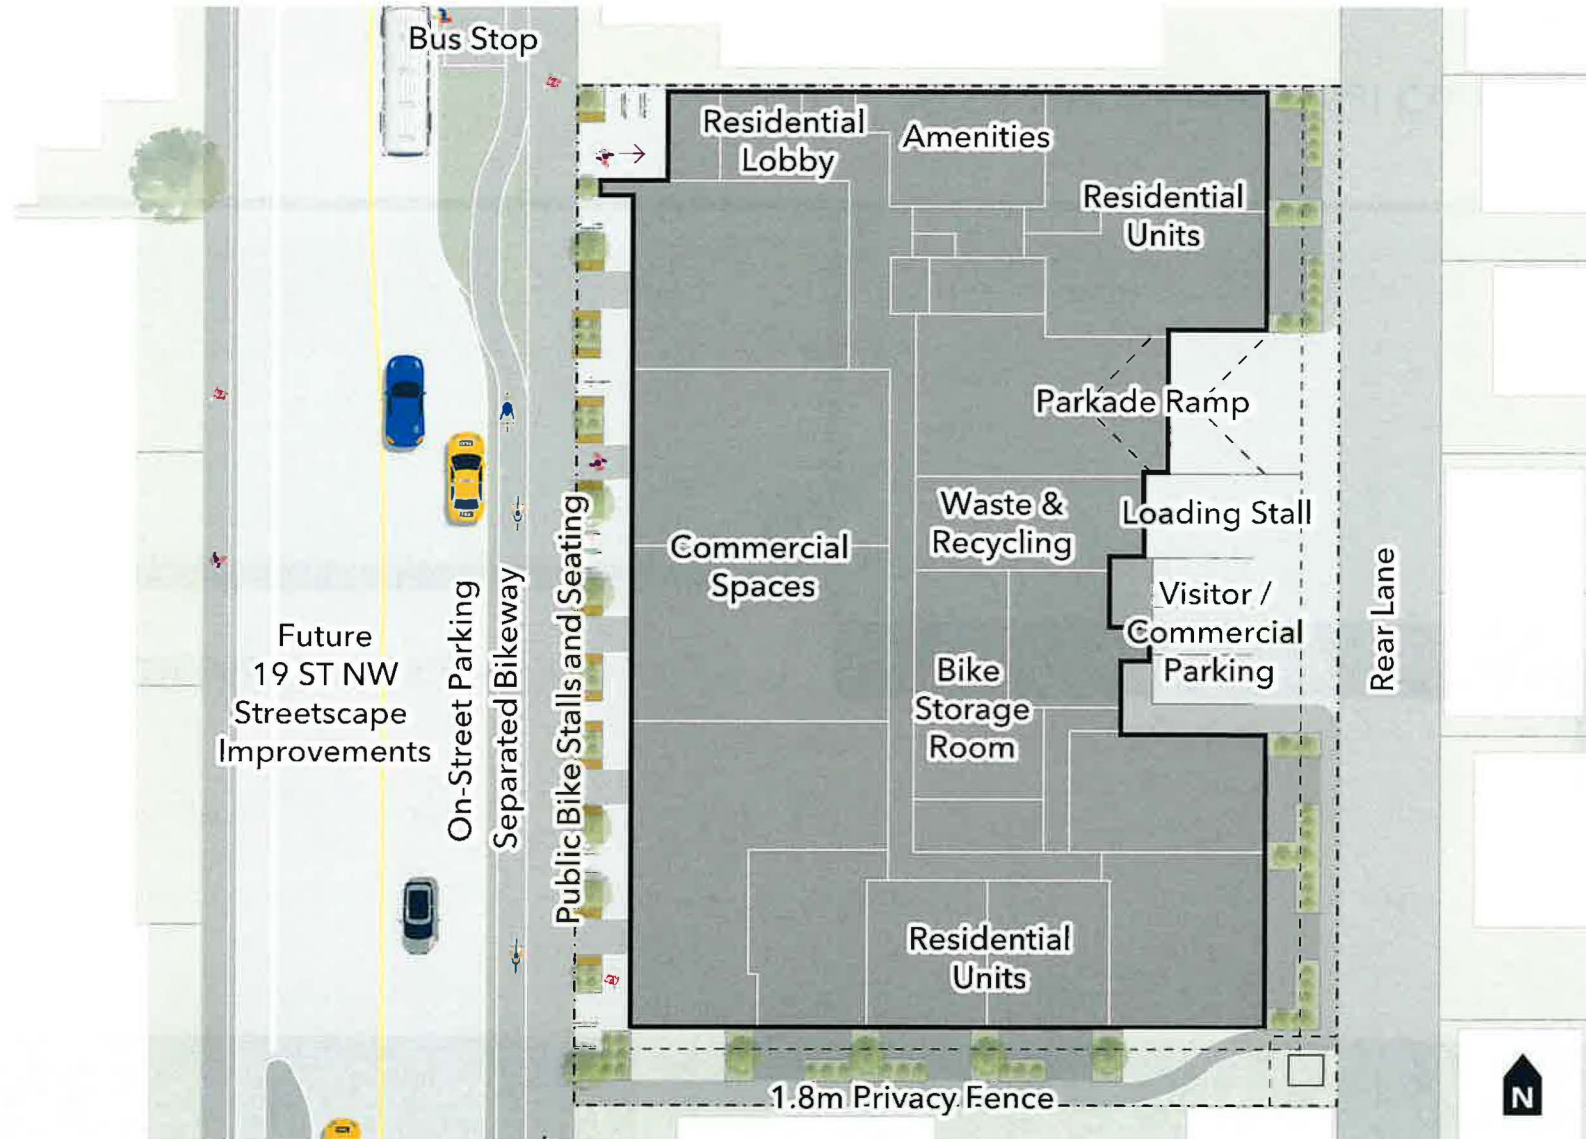 Bus Stop
Residential
Lobby
Amenities
Residential
Units
Parkade Ramp
Waste &
Recycling
Loading Stall
Commercial
Spaces
Visitor /
Commercial
Parking
Bike
Storage
Room
Future
19 ST NW
Streetscape
Improvements
On-Street Parking
Separated Bikeway
Public Bike Stalls and Seating
Rear Lane
Residential
Units
1.8m Privacy Fence
N